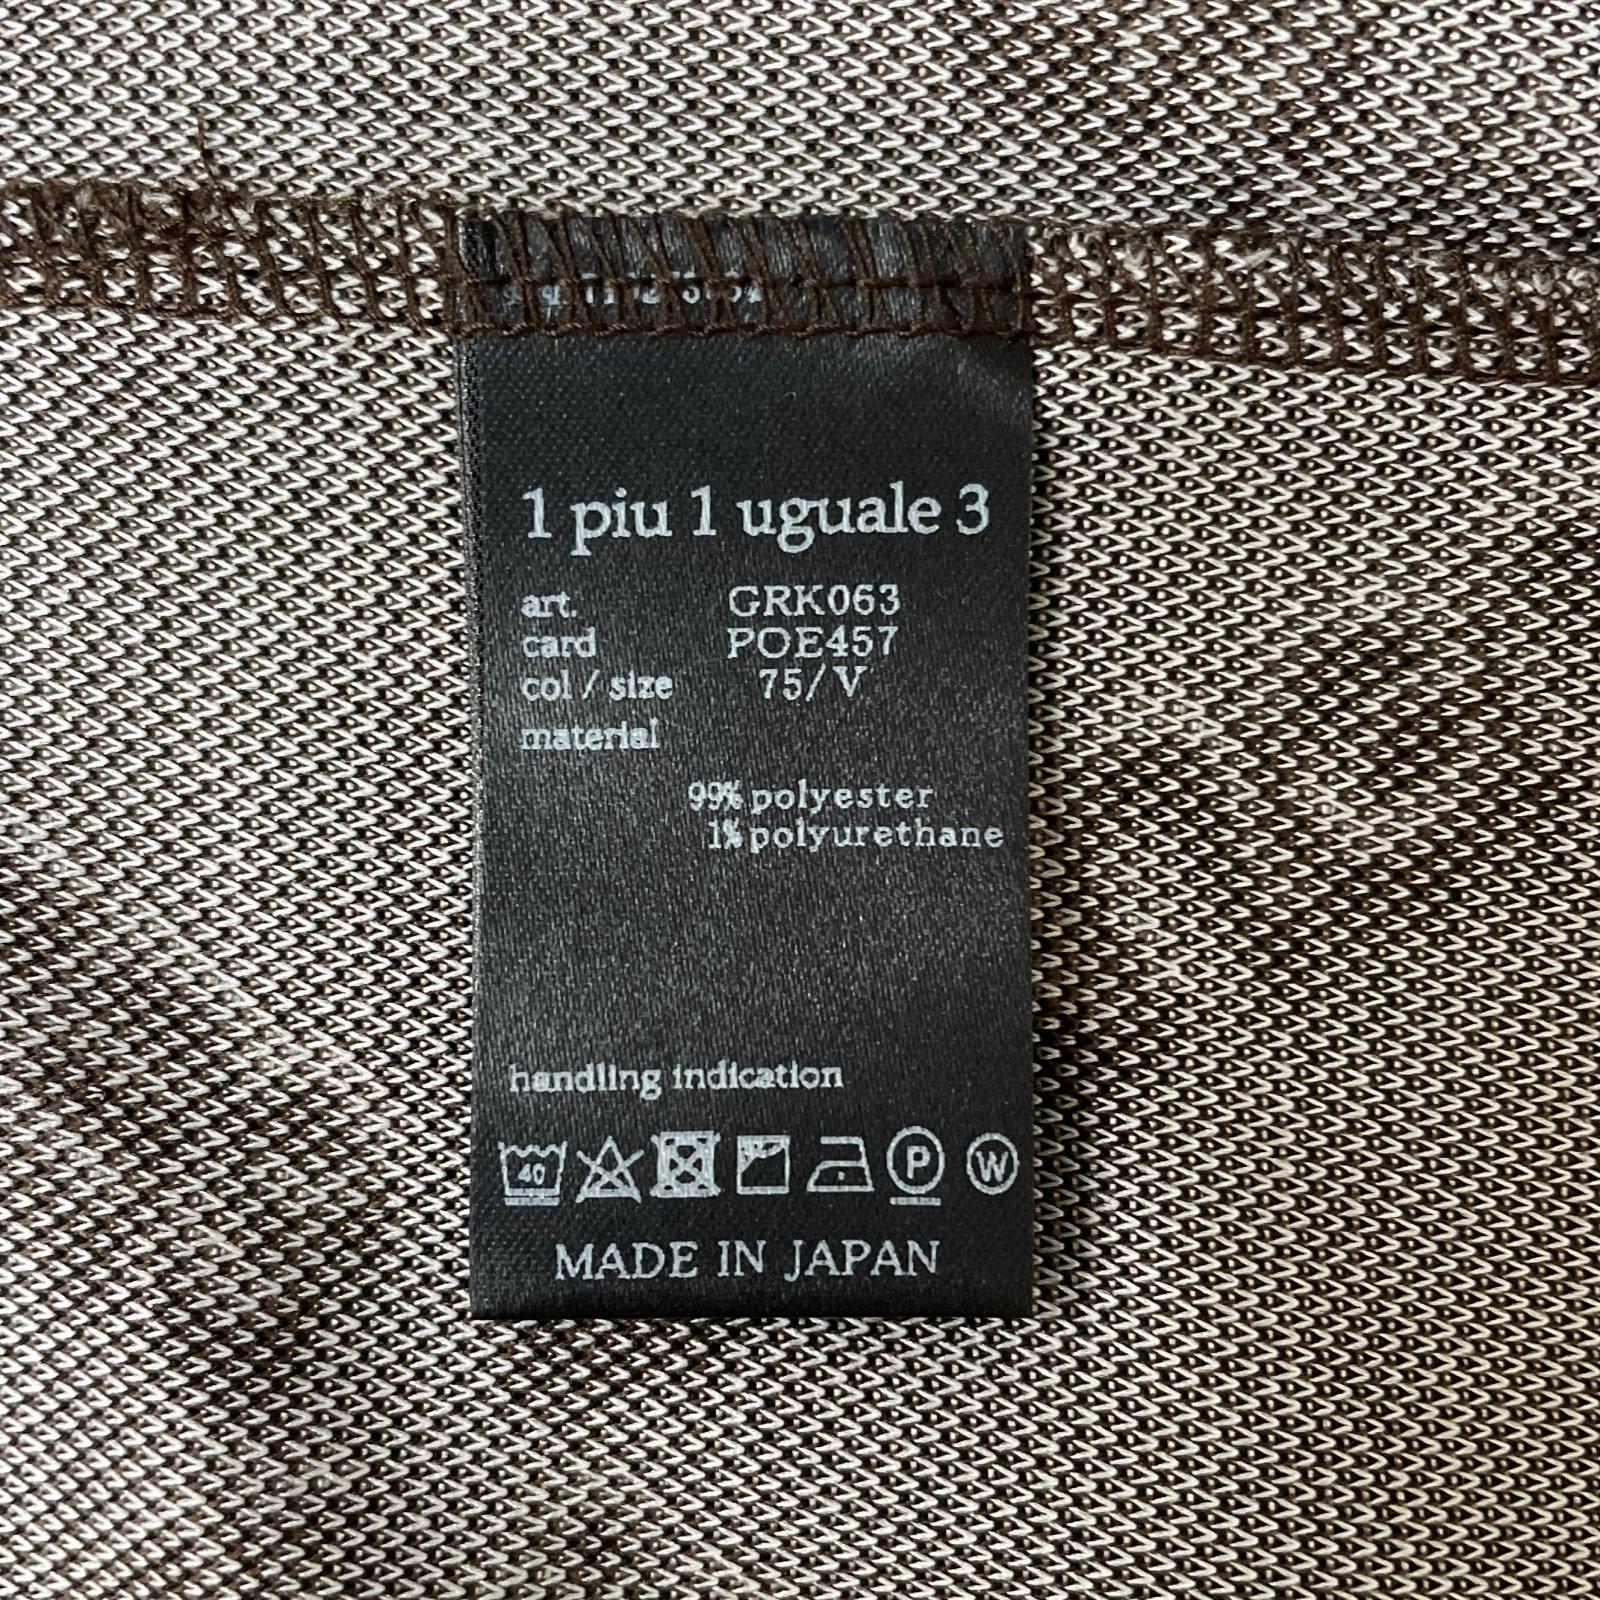 1 piu 1 uguale 3
art. GRK063
card POE457
col / size 75/V
material
99% polyester
1% polyurethane
handling indication
40 P W
MADE IN JAPAN